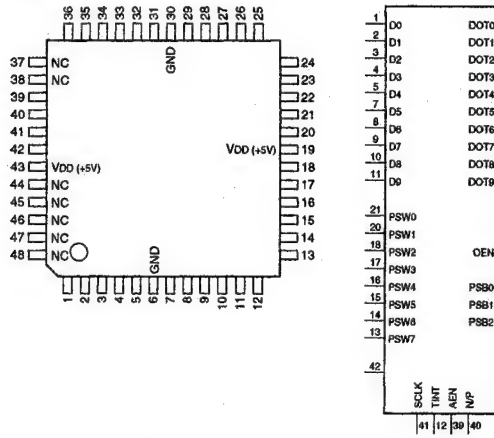 36 35 34 33 32 31 30 29 28 27 26 25
GND
37 NC 24
38 NC 23
39 22
40 21
41 20
42 VDD (+5V) 19
43 VDD (+5V) 18
44 NC 17
45 NC 16
46 NC 15
47 NC 14
48 NC 13
GND
1 2 3 4 5 6 7 8 9 10 11 12
1 D0 DOT0
2 D1 DOT1
3 D2 DOT2
4 D3 DOT3
5 D4 DOT4
7 D5 DOT5
8 D6 DOT6
9 D7 DOT7
10 D8 DOT8
11 D9 DOT9
21 PSW0
20 PSW1
18 PSW2 OEN
17 PSW3
16 PSW4 PSB0
15 PSW5 PSB1
14 PSW6 PSB2
13 PSW7
42
SCLK TINT AEN N/P
41 12 39 40